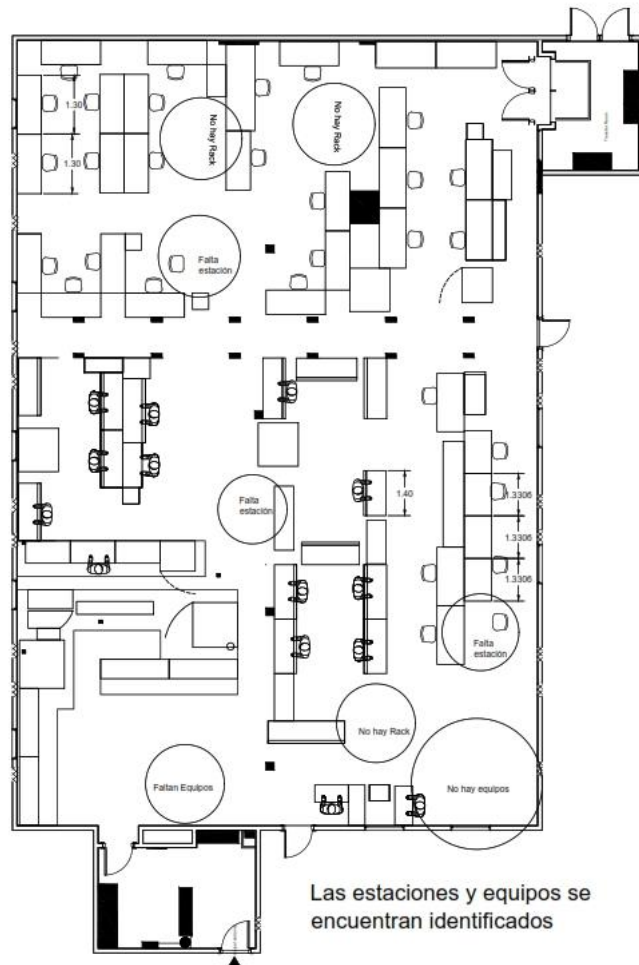 1.30
1.30
No hay Rack
No hay Rack
Falta
estación
Falta
estación
1.40
1.3306
1.3306
1.3306
Falta
estación
No hay Rack
Faltan Equipos
No hay equipos
Las estaciones y equipos se
encuentran identificados